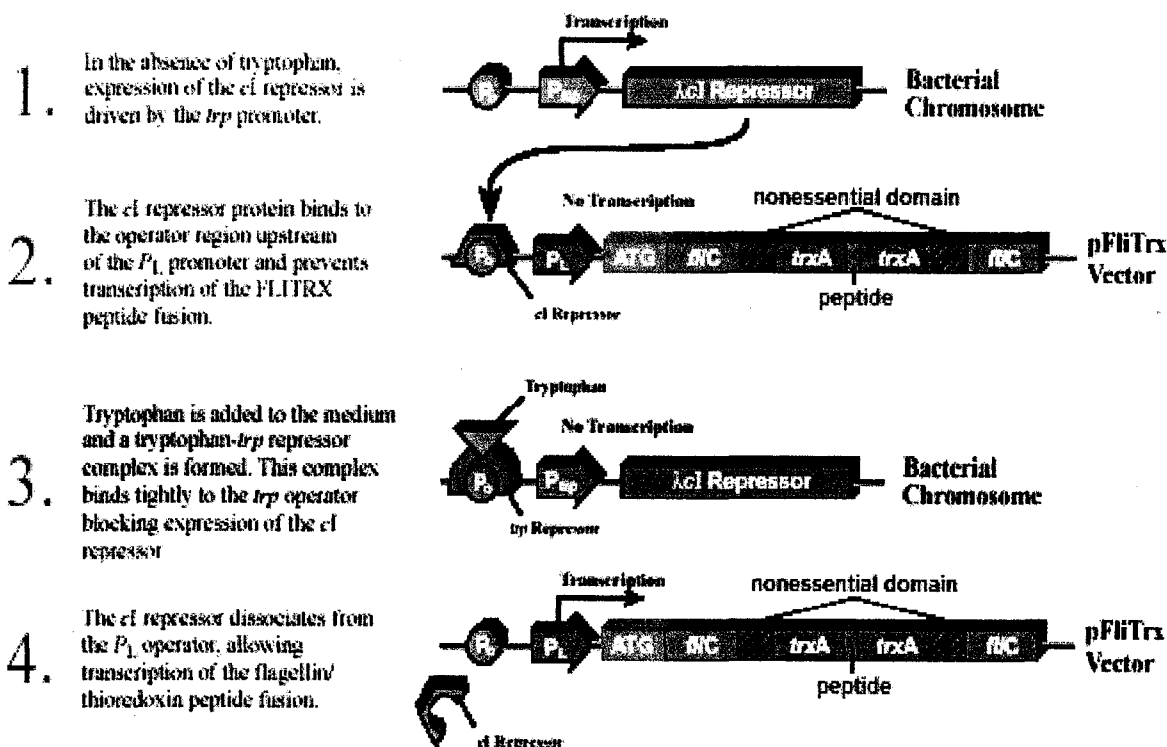 Transcription
1.
In the absence of tryptophan,
expression of the cI repressor is
driven by the trp promoter.
λcI Repressor
Bacterial
Chromosome
2.
The cI repressor protein binds to
the operator region upstream
of the PL promoter and prevents
transcription of the FLITRX
peptide fusion.
No Transcription
nonessential domain
PL
ATG fliC trxA trxA fliC
pFliTrx
Vector
peptide
cI Repressor
3.
Tryptophan is added to the medium
and a tryptophan-trp repressor
complex is formed. This complex
binds tightly to the trp operator
blocking expression of the cI
repressor
Tryptophan
No Transcription
λcI Repressor
Bacterial
Chromosome
trp Repressor
4.
The cI repressor dissociates from
the PL operator, allowing
transcription of the flagellin/
thioredoxin peptide fusion.
Transcription
nonessential domain
PL
ATG fliC trxA trxA fliC
pFliTrx
Vector
peptide
cI Repressor